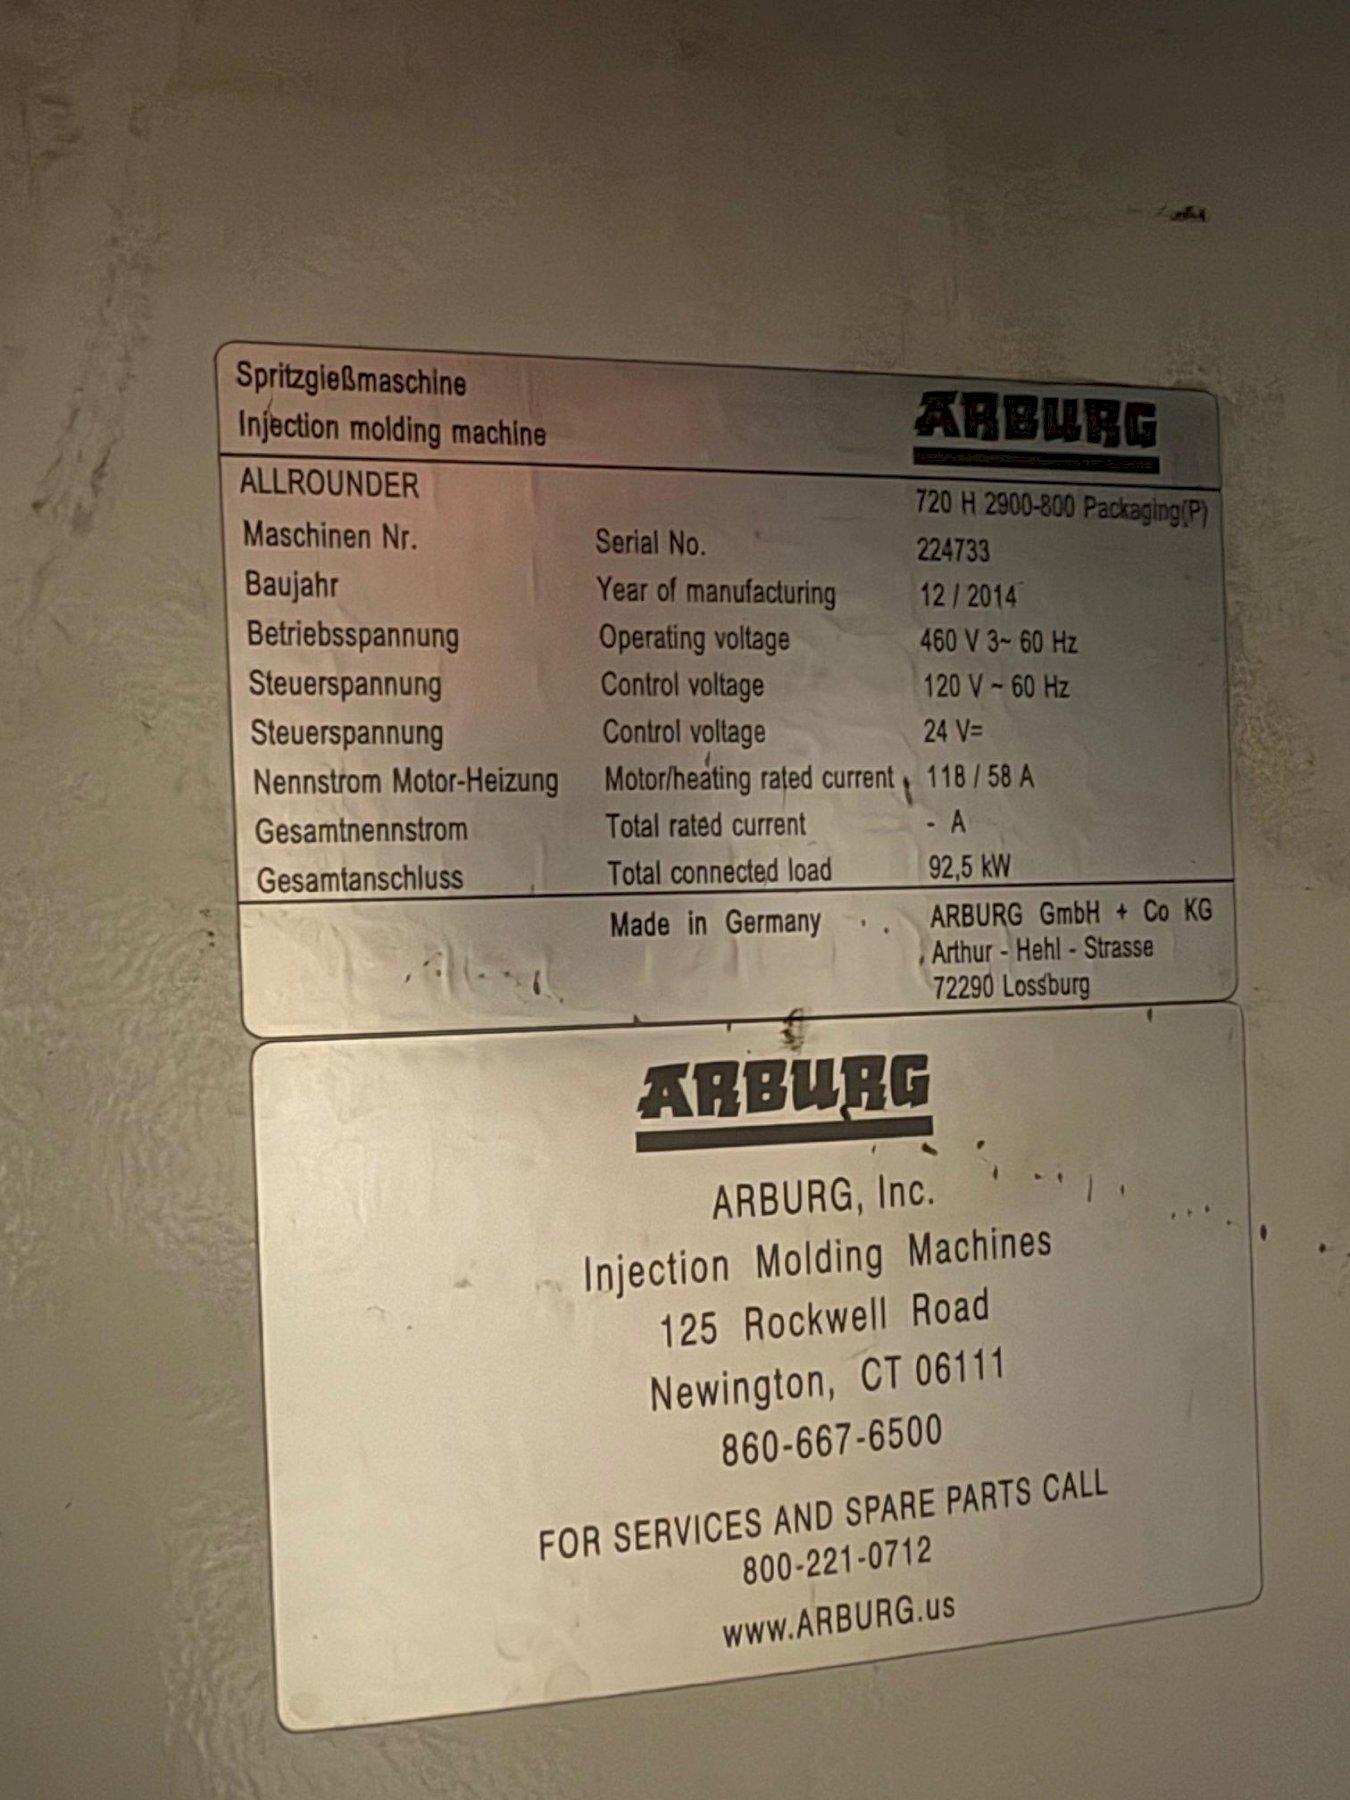 Spritzgießmaschine
Injection molding machine
ARBURG
ALLROUNDER 720 H 2900-800 Packaging(P)
Maschinen Nr. Serial No. 224733
Baujahr Year of manufacturing 12 / 2014
Betriebsspannung Operating voltage 460 V 3~ 60 Hz
Steuerspannung Control voltage 120 V ~ 60 Hz
Steuerspannung Control voltage 24 V=
Nennstrom Motor-Heizung Motor/heating rated current 118 / 58 A
Gesamtnennstrom Total rated current - A
Gesamtanschluss Total connected load 92,5 kW
Made in Germany ARBURG GmbH + Co KG
Arthur - Hehl - Strasse
72290 Lossburg
ARBURG
ARBURG, Inc.
Injection Molding Machines
125 Rockwell Road
Newington, CT 06111
860-667-6500
FOR SERVICES AND SPARE PARTS CALL
800-221-0712
www.ARBURG.us